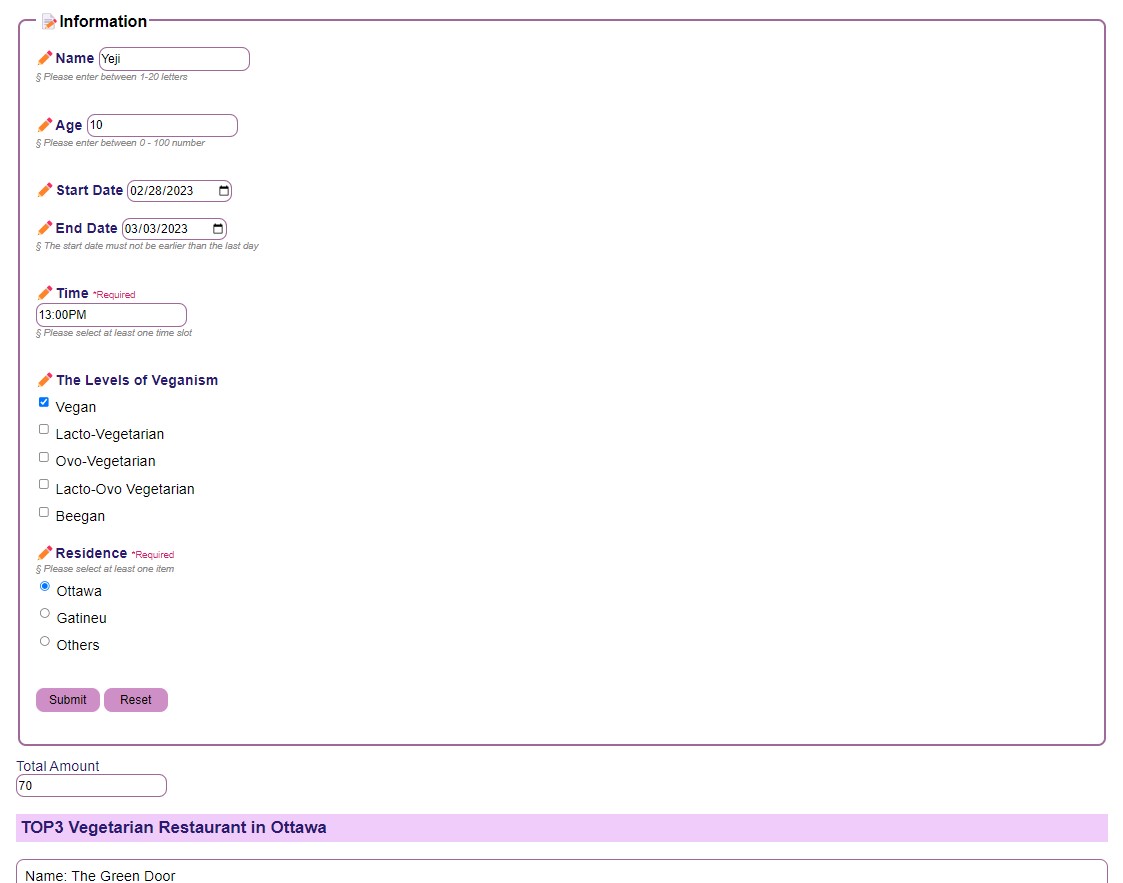 Information
Name Yeji
§ Please enter between 1-20 letters
Age 10
§ Please enter between 0 - 100 number
Start Date 02/28/2023
End Date 03/03/2023
§ The start date must not be earlier than the last day
Time *Required
13:00PM
§ Please select at least one time slot
The Levels of Veganism
Vegan
Lacto-Vegetarian
Ovo-Vegetarian
Lacto-Ovo Vegetarian
Beegan
Residence *Required
§ Please select at least one item
Ottawa
Gatineu
Others
Submit Reset
Total Amount
70
TOP3 Vegetarian Restaurant in Ottawa
Name: The Green Door